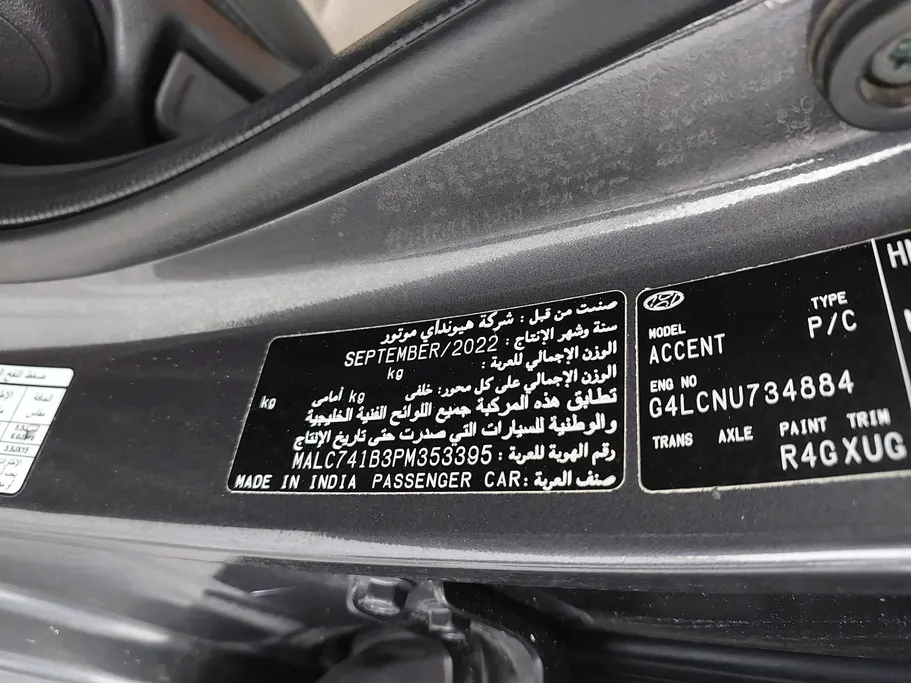 صنعت من قبل : شركة هيونداي موتور
سنة وشهر الإنتاج : SEPTEMBER/2022
الوزن الإجمالي للعربة : kg
الوزن الإجمالي على كل محور: خلفى kg أمامى kg
تطابق هذه المركبة جميع اللوائح الفنية الخليجية
والوطنية للسيارات التي صدرت حتى تاريخ الإنتاج
رقم الهوية للعربة : MALC741B3PM353395
صنف العربة : MADE IN INDIA PASSENGER CAR
TYPE
MODEL P/C
ACCENT
ENG NO
G4LCNU734884
TRANS AXLE PAINT TRIM
R4G XUG